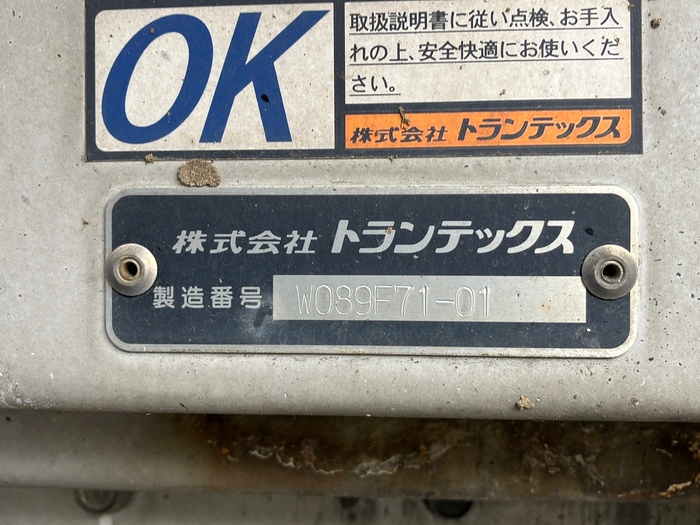 OK
取扱説明書に従い点検、お手入
れの上、安全快適にお使いくだ
さい。
株式会社 トランテックス
株式会社 トランテックス
製造番号 W089F71-01